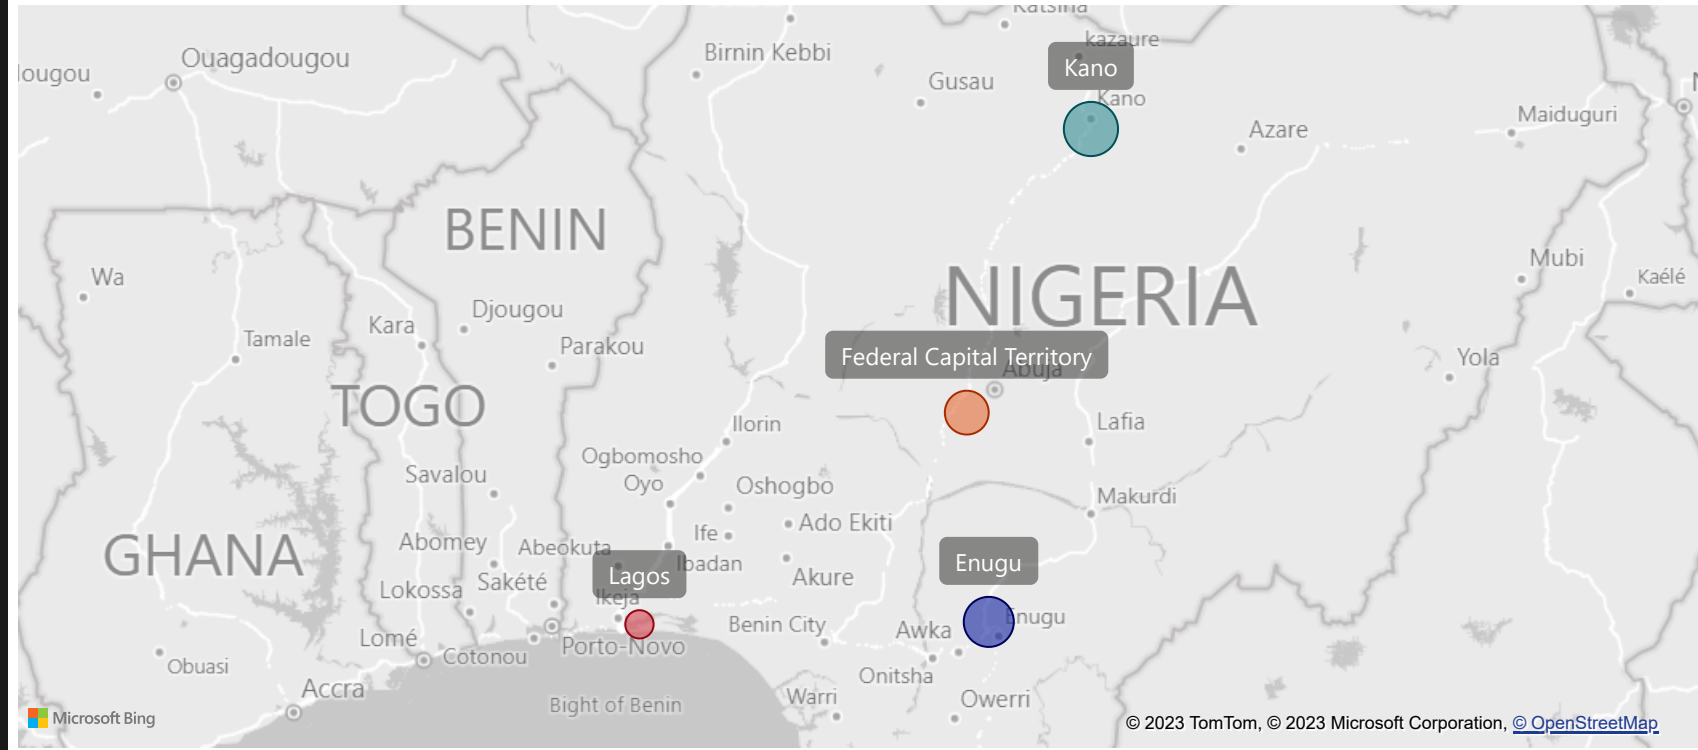 Katsina
kazaure
Kano
Kano
Ouagadougou
Birnin Kebbi
Gusau
Maiduguri
Azare
BENIN
NIGERIA
Wa
Mubi
Kaélé
Djougou
Kara
Tamale
Parakou
Federal Capital Territory
Abuja
Yola
TOGO
Ilorin
Lafia
Ogbomosho
Oyo
Savalou
Oshogbo
Makurdi
Ado Ekiti
Ife
GHANA
Abomey
Abeokuta
Ibadan
Enugu
Lagos
Akure
Lokossa
Sakété
Ikeja
Enugu
Benin City
Awka
Lomé
Porto-Novo
Cotonou
Obuasi
Onitsha
Accra
Warri
Owerri
Bight of Benin
Microsoft Bing
© 2023 TomTom, © 2023 Microsoft Corporation, © OpenStreetMap